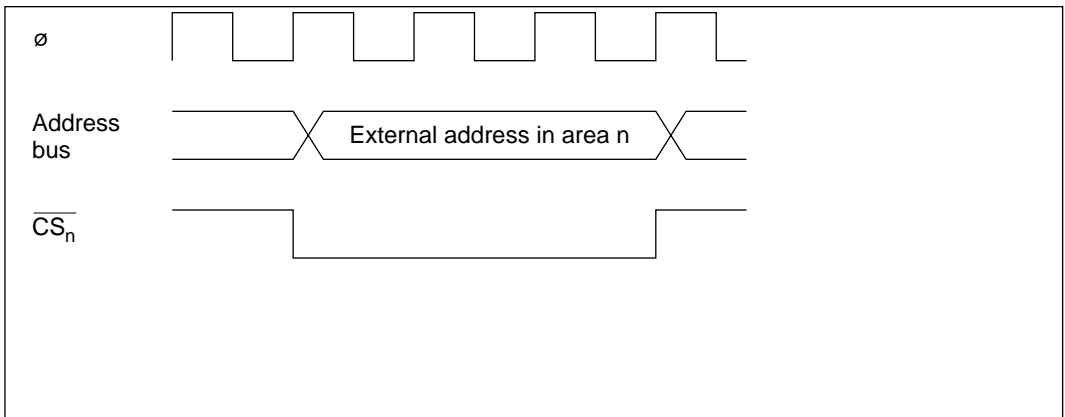 ø
Address
bus
External address in area n
CSn